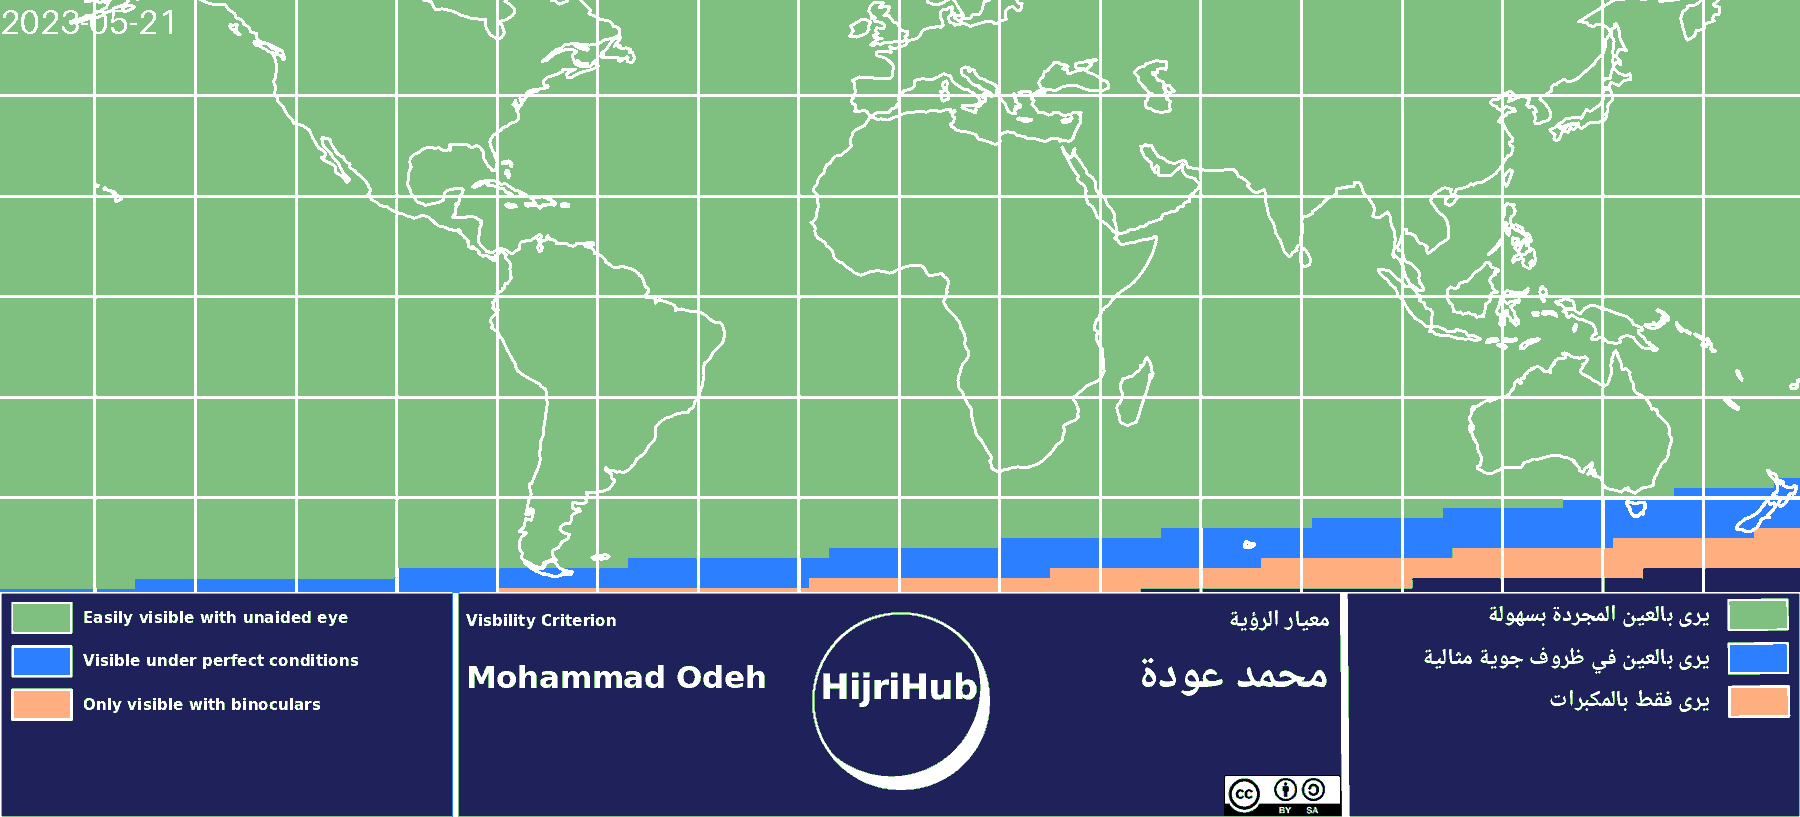 2023-05-21
Easily visible with unaided eye
Visible under perfect conditions
Only visible with binoculars
Visbility Criterion
Mohammad Odeh
HijriHub
معيار الرؤية
محمد عودة
cc
BY SA
يرى بالعين المجردة بسهولة
يرى بالعين في ظروف جوية مثالية
يرى فقط بالمكبرات